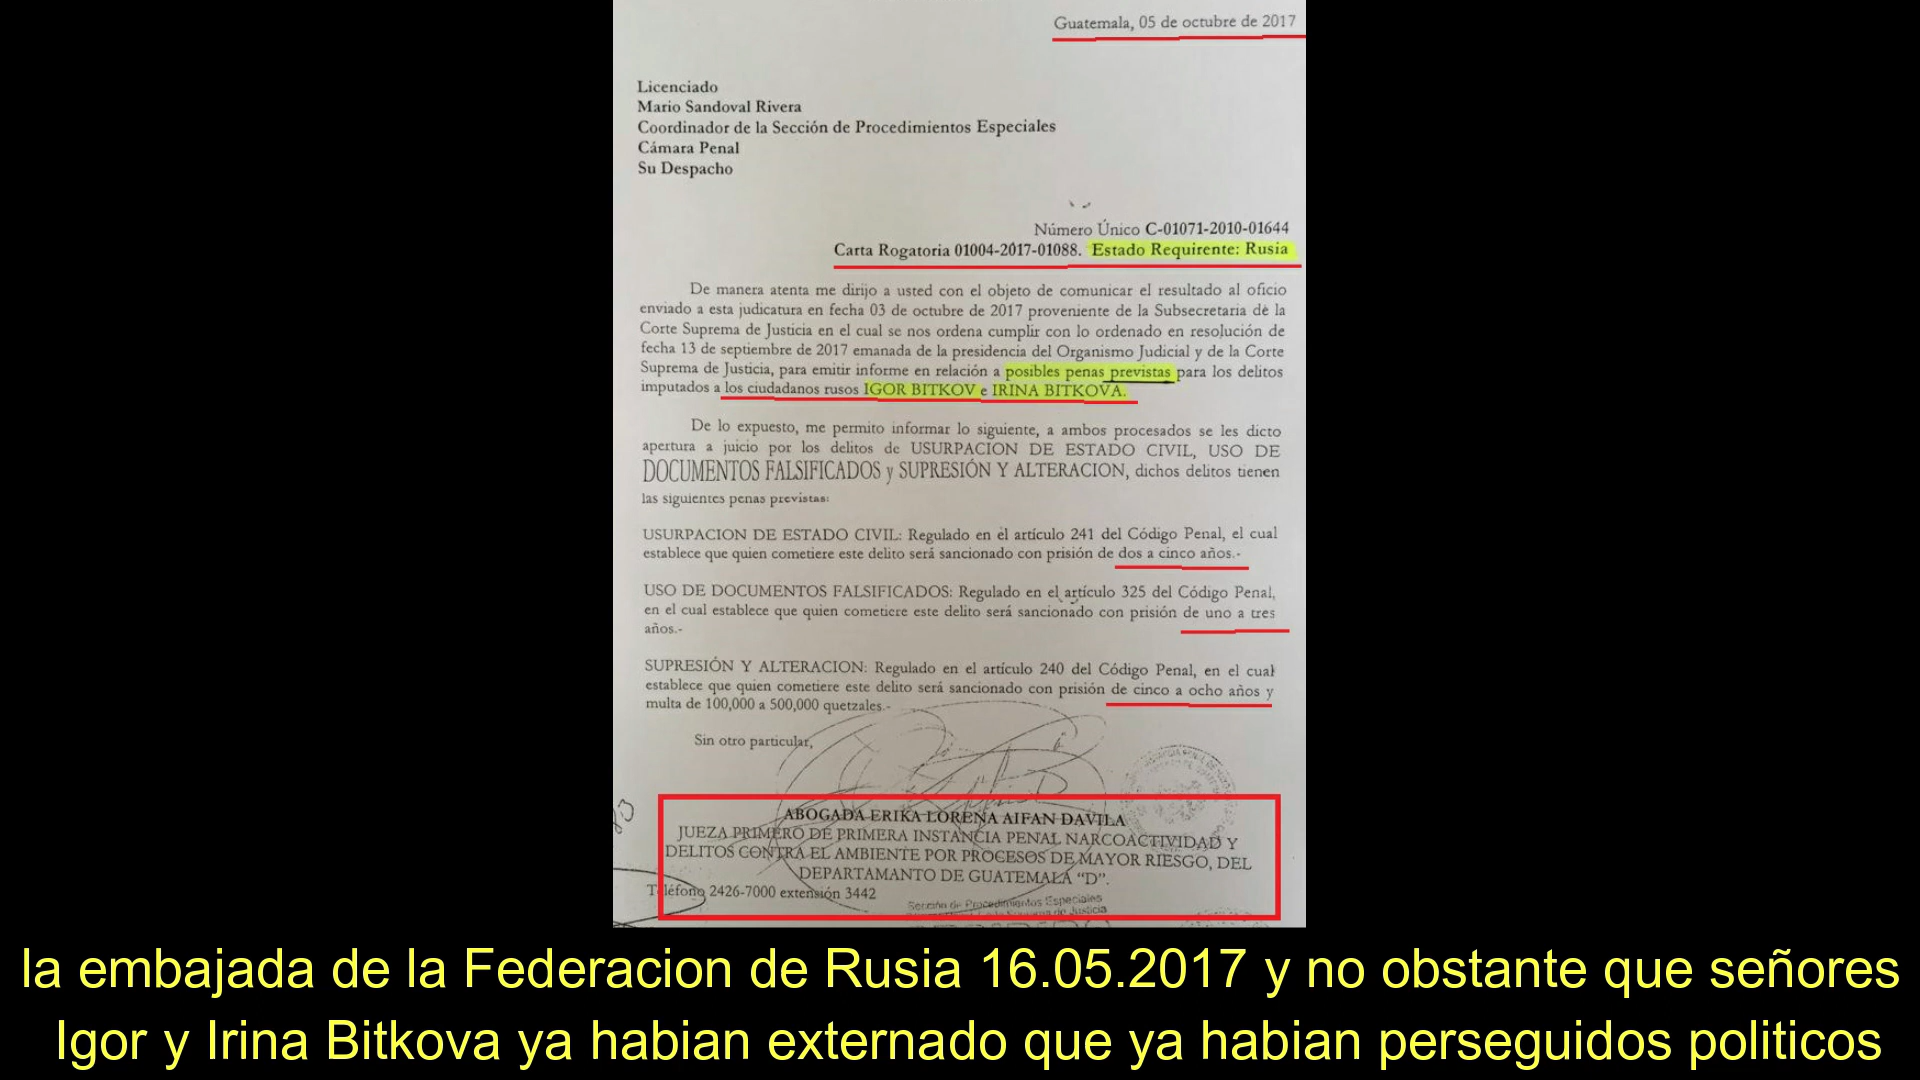 Guatemala, 05 de octubre de 2017
Licenciado
Mario Sandoval Rivera
Coordinador de la Sección de Procedimientos Especiales
Cámara Penal
Su Despacho
Número Único C-01071-2010-01644
Carta Rogatoria 01004-2017-01088. Estado Requirente: Rusia
De manera atenta me dirijo a usted con el objeto de comunicar el resultado al oficio
enviado a esta judicatura en fecha 03 de octubre de 2017 proveniente de la Subsecretaria de la
Corte Suprema de Justicia en el cual se nos ordena cumplir con lo ordenado en resolución de
fecha 13 de septiembre de 2017 emanada de la presidencia del Organismo Judicial y de la Corte
Suprema de Justicia, para emitir informe en relación a posibles penas previstas para los delitos
imputados a los ciudadanos rusos IGOR BITKOV e IRINA BITKOVA.
De lo expuesto, me permito informar lo siguiente, a ambos procesados se les dicto
apertura a juicio por los delitos de USURPACION DE ESTADO CIVIL, USO DE
DOCUMENTOS FALSIFICADOS y SUPRESIÓN Y ALTERACION, dichos delitos tienen
las siguientes penas previstas:
USURPACION DE ESTADO CIVIL: Regulado en el artículo 241 del Código Penal, el cual
establece que quien cometiere este delito será sancionado con prisión de dos a cinco años.-
USO DE DOCUMENTOS FALSIFICADOS: Regulado en el artículo 325 del Código Penal,
en el cual establece que quien cometiere este delito será sancionado con prisión de uno a tres
años.-
SUPRESIÓN Y ALTERACION: Regulado en el artículo 240 del Código Penal, en el cual
establece que quien cometiere este delito será sancionado con prisión de cinco a ocho años y
multa de 100,000 a 500,000 quetzales.-
Sin otro particular,
ABOGADA ERIKA LORENA AIFAN DAVILA
JUEZA PRIMERO DE PRIMERA INSTANCIA PENAL NARCOACTIVIDAD Y
DELITOS CONTRA EL AMBIENTE POR PROCESOS DE MAYOR RIESGO, DEL
DEPARTAMANTO DE GUATEMALA “D”.
Teléfono 2426-7000 extensión 3442
Sección de Procedimientos Especiales
de Justicia
la embajada de la Federacion de Rusia 16.05.2017 y no obstante que señores
Igor y Irina Bitkova ya habian externado que ya habian perseguidos politicos